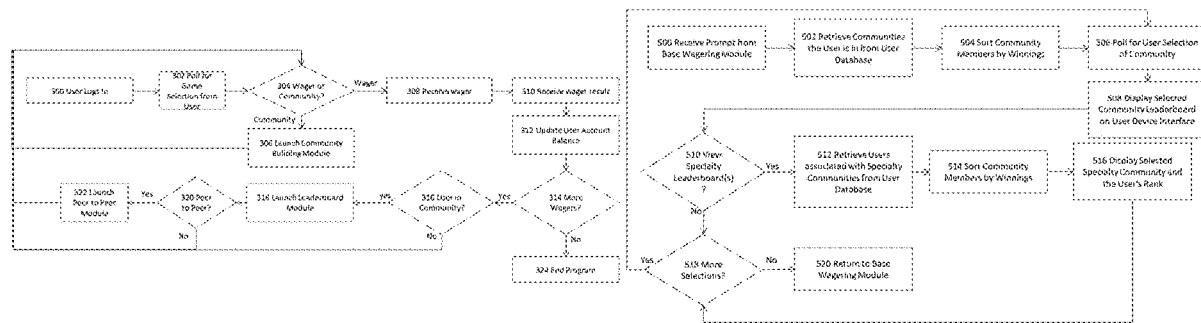 300 User Logs In
302 Poll for
Game
Selection from
User
304 Wager or
Community?
Wager
Community
308 Receive Wager
310 Receive Wager result
306 Launch Community
Building Module
312 Update User Account
Balance
314 More
Wagers?
Yes
No
316 User in
Community?
Yes
No
318 Launch Leaderboard
Module
320 Peer
to Peer?
Yes
No
322 Launch
Peer to Peer
Module
324 End Program
500 Receive Prompt from
Base Wagering Module
502 Retrieve Communities
the User is in from User
Database
504 Sort Community
Members by Winnings
506 Poll for User Selection
of Community
508 Display Selected
Community Leaderboard
on User Device Interface
510 View
Specialty
Leaderboard(s)
?
Yes
No
512 Retrieve Users
associated with Specialty
Communities from User
Database
514 Sort Community
Members by Winnings
516 Display Selected
Specialty Community and
the User's Rank
518 More
Selections?
Yes
No
520 Return to Base
Wagering Module